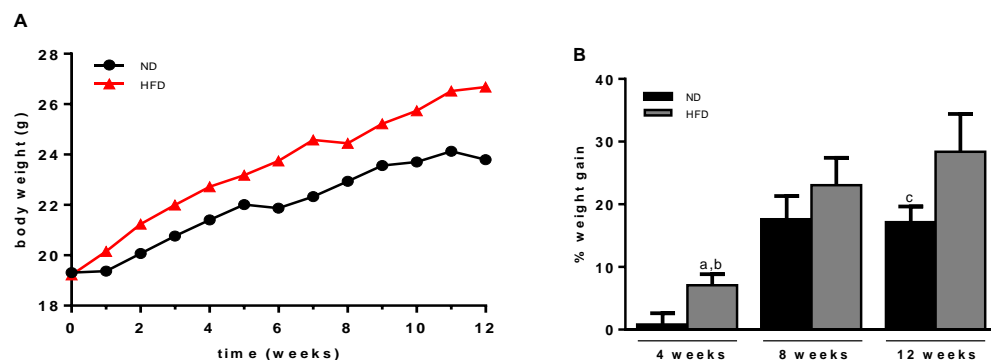 A
body weight (g)
28
26
24
22
20
18
ND
HFD
0 2 4 6 8 10 12
time (weeks)
B
% weight gain
40
30
20
10
0
ND
HFD
a,b
c
4 weeks 8 weeks 12 weeks